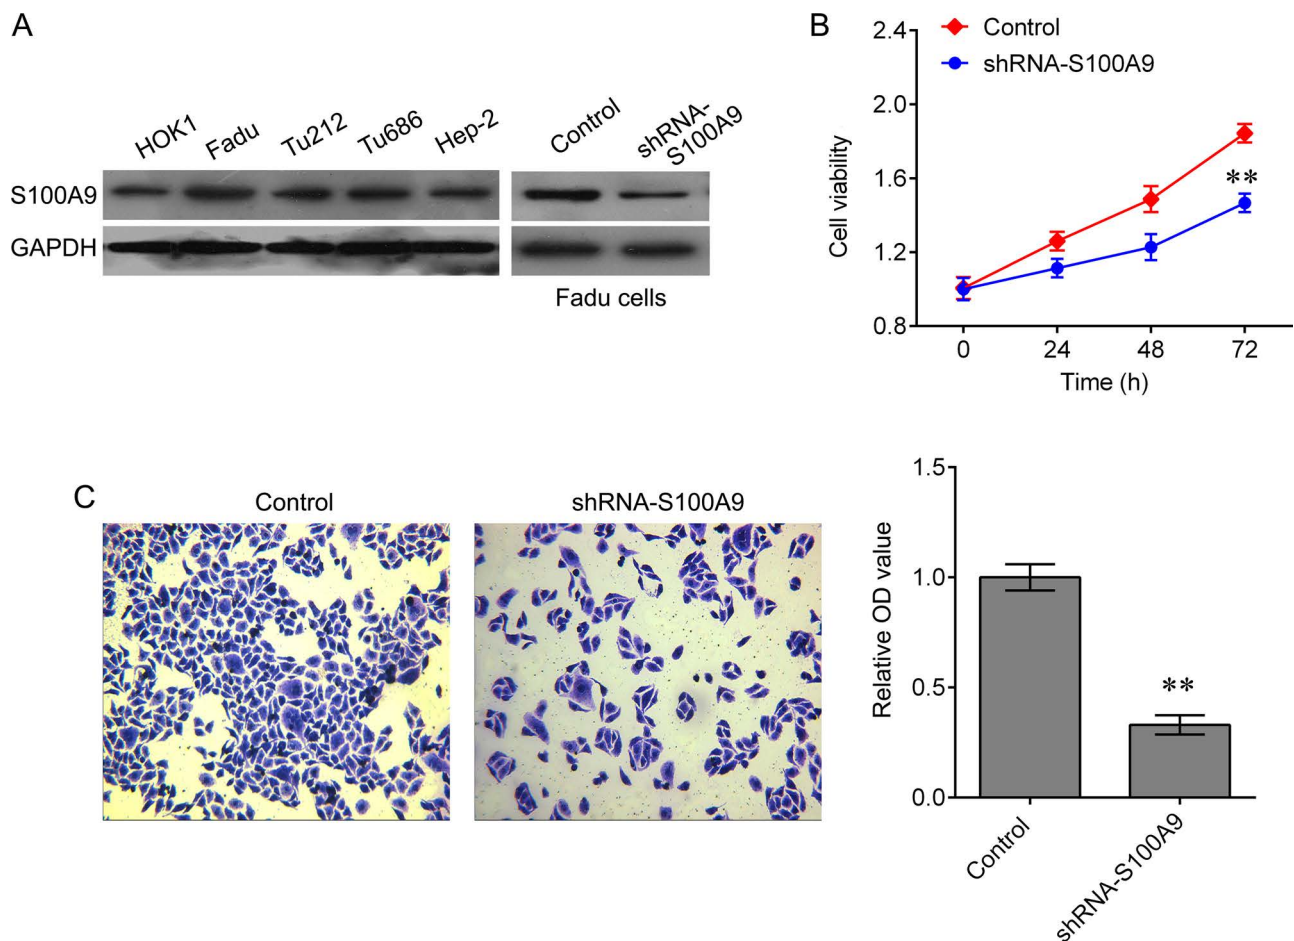 A
HOK1 Fadu Tu212 Tu686 Hep-2
Control shRNA-
S100A9
S100A9
GAPDH
Fadu cells
B
Control
shRNA-S100A9
2.4
2.0
1.6
1.2
0.8
Cell viability
**
0 24 48 72
Time (h)
C
Control shRNA-S100A9
1.5
1.0
0.5
0.0
Relative OD value
**
Control
shRNA-S100A9